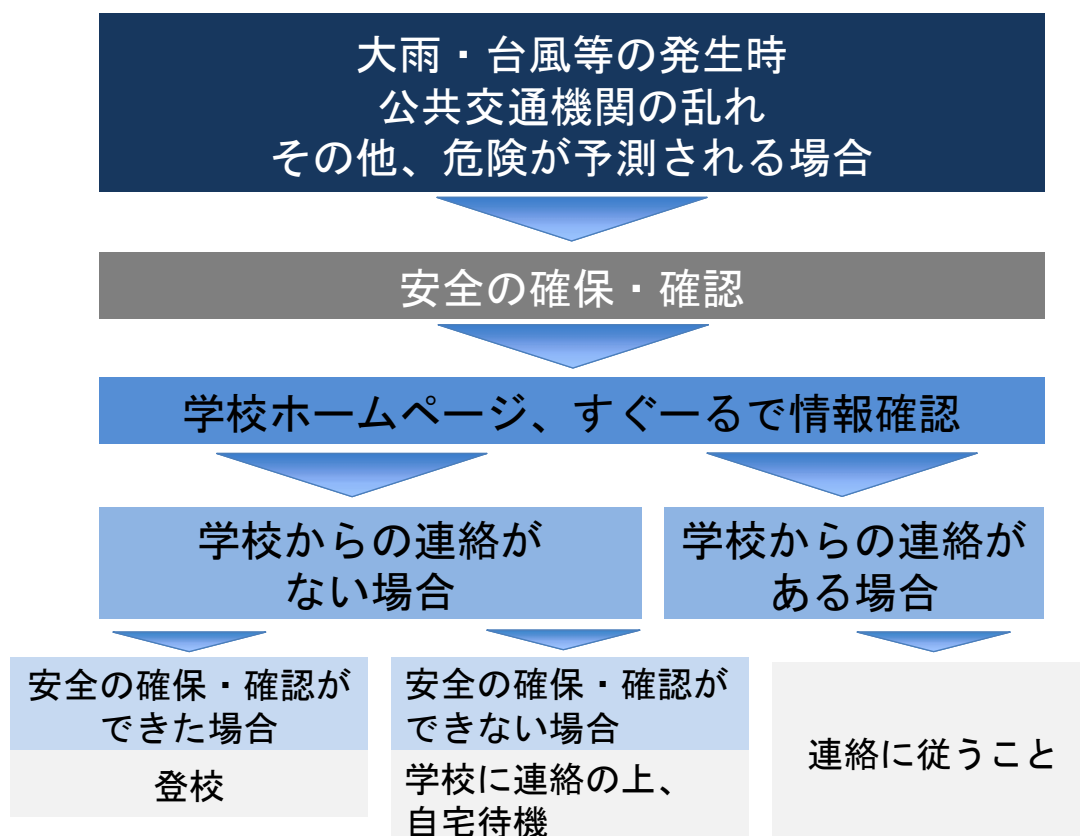 大雨・台風等の発生時
公共交通機関の乱れ
その他、危険が予測される場合
安全の確保・確認
学校ホームページ、すぐーるで情報確認
学校からの連絡が
ない場合
学校からの連絡が
ある場合
安全の確保・確認が
できた場合
登校
安全の確保・確認が
できない場合
学校に連絡の上、
自宅待機
連絡に従うこと